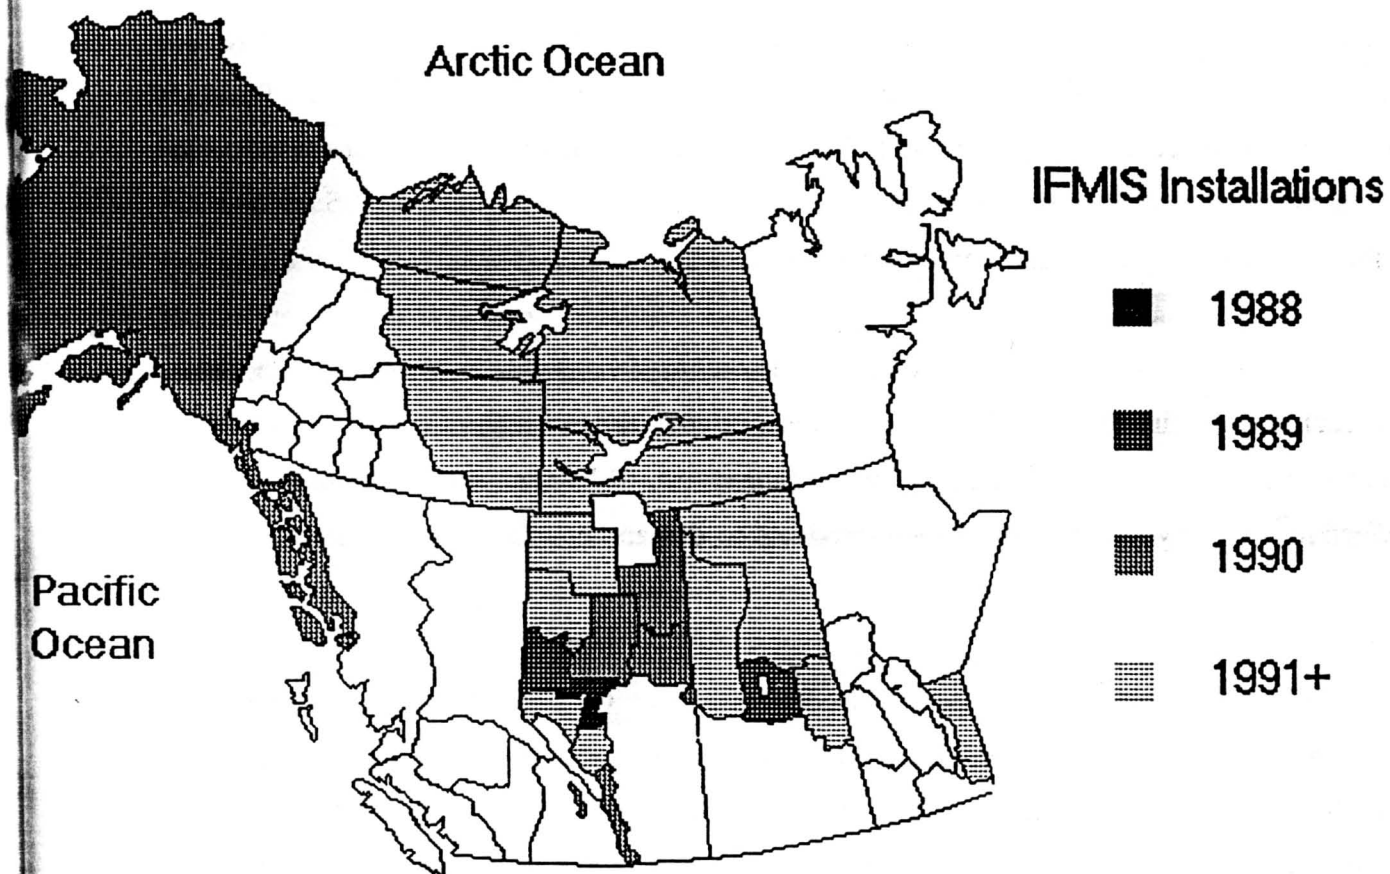 Arctic Ocean
IFMIS Installations
1988
1989
1990
1991+
Pacific
Ocean